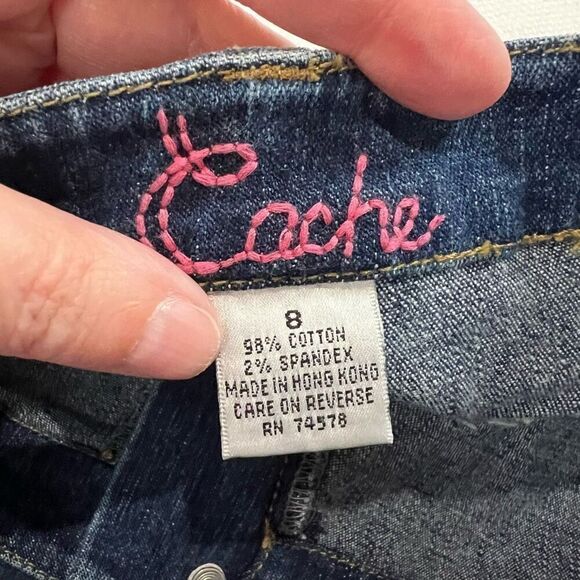 Cache
8
98% COTTON
2% SPANDEX
MADE IN HONG KONG
CARE ON REVERSE
RN 74578